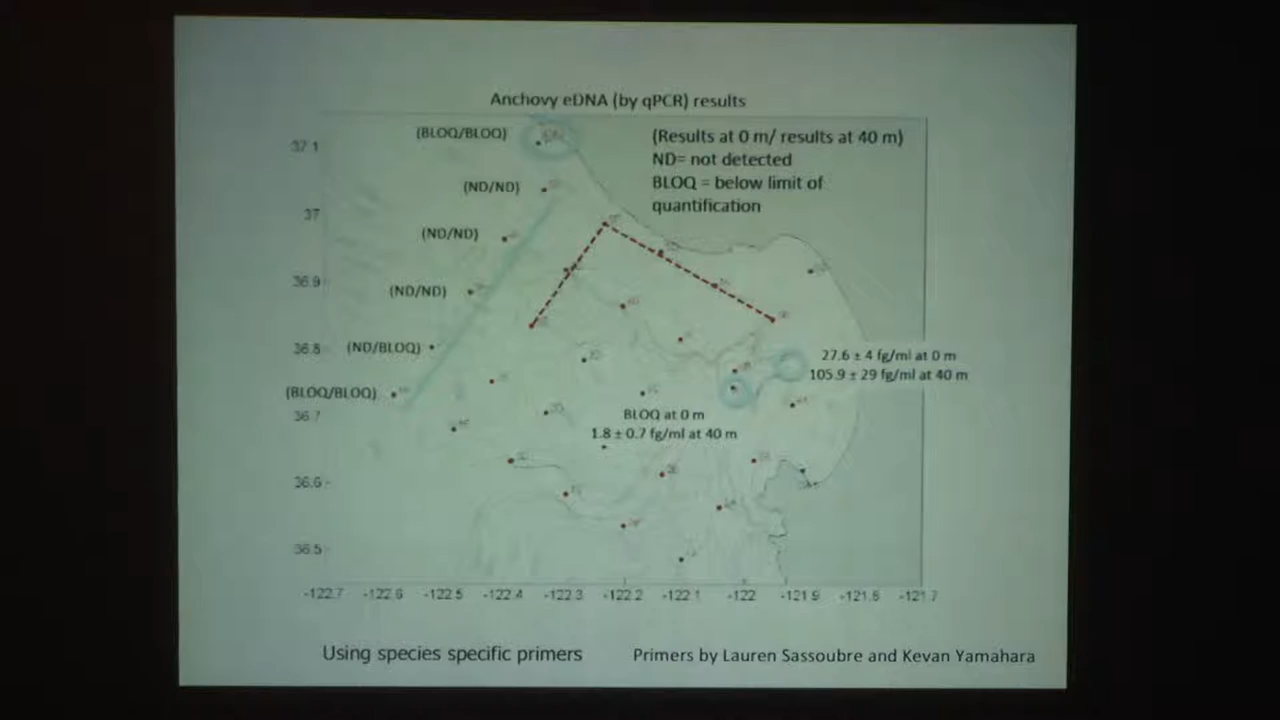 Anchovy eDNA (by qPCR) results
(BLOQ/BLOQ)
(Results at 0 m/ results at 40 m)
ND= not detected
BLOQ = below limit of
quantification
37.1
(ND/ND)
37
(ND/ND)
36.9
(ND/ND)
36.8
(ND/BLOQ)
27.6 ± 4 fg/ml at 0 m
105.9 ± 29 fg/ml at 40 m
(BLOQ/BLOQ)
36.7
BLOQ at 0 m
1.8 ± 0.7 fg/ml at 40 m
36.6
36.5
-122.7 -122.6 -122.5 -122.4 -122.3 -122.2 -122.1 -122 -121.9 -121.8 -121.7
Using species specific primers
Primers by Lauren Sassoubre and Kevan Yamahara